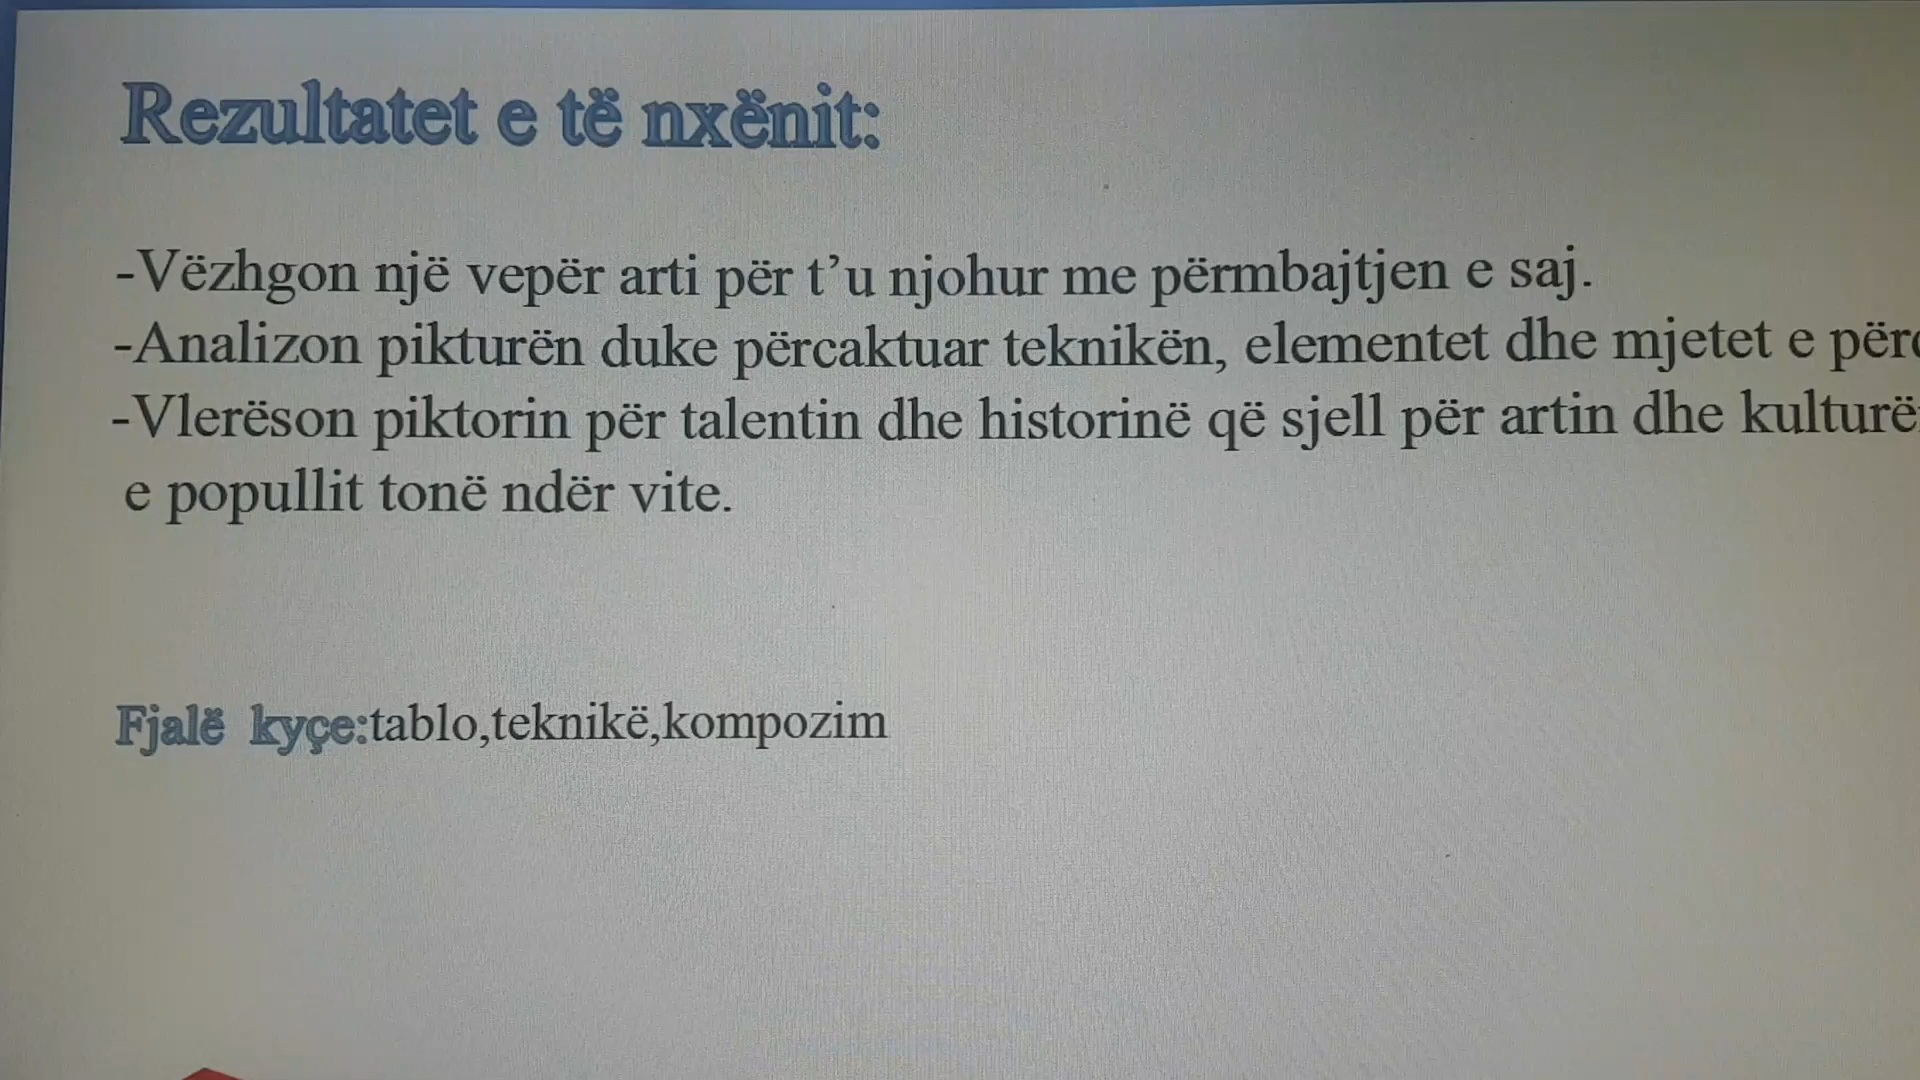 Rezultatet e të nxënit:
-Vëzhgon një vepër arti për t’u njohur me përmbajtjen e saj.
-Analizon pikturën duke përcaktuar teknikën, elementet dhe mjetet e
-Vlerëson piktorin për talentin dhe historinë që sjell për artin dhe
e popullit tonë ndër vite.
Fjalë kyçe:tablo,teknikë,kompozim